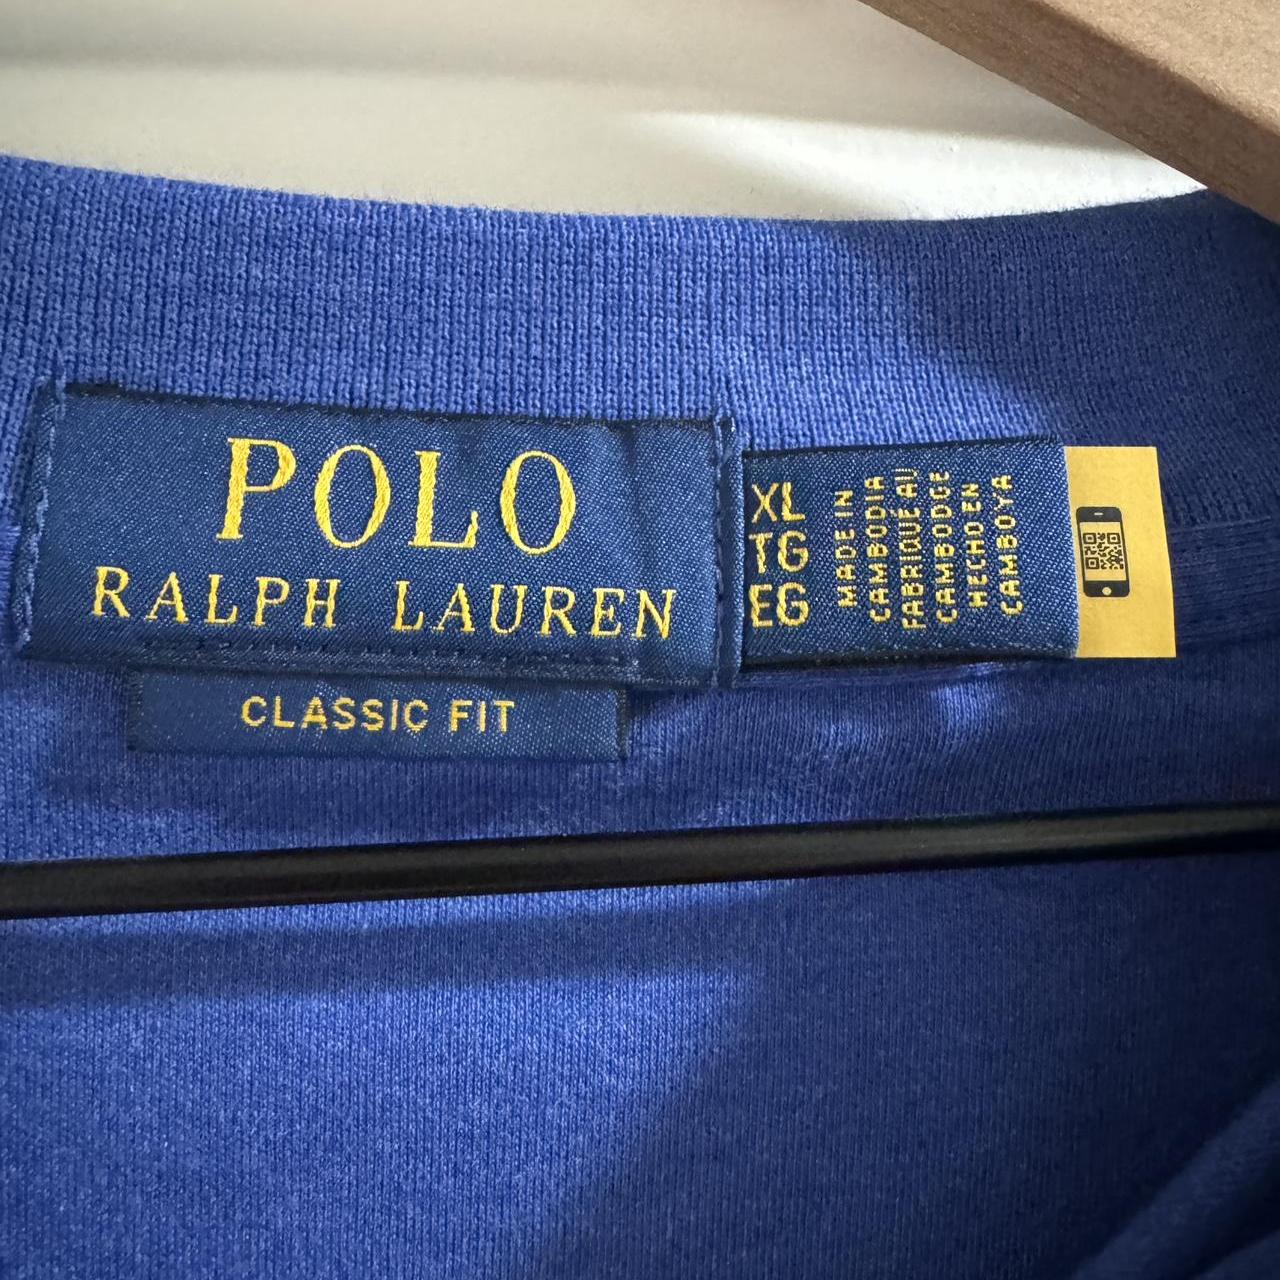 POLO
RALPH LAUREN
CLASSIC FIT
XL
TG
EG
MADE IN
CAMBODIA
FABRIQUÉ AU
CAMBODGE
HECHO EN
CAMBOYA